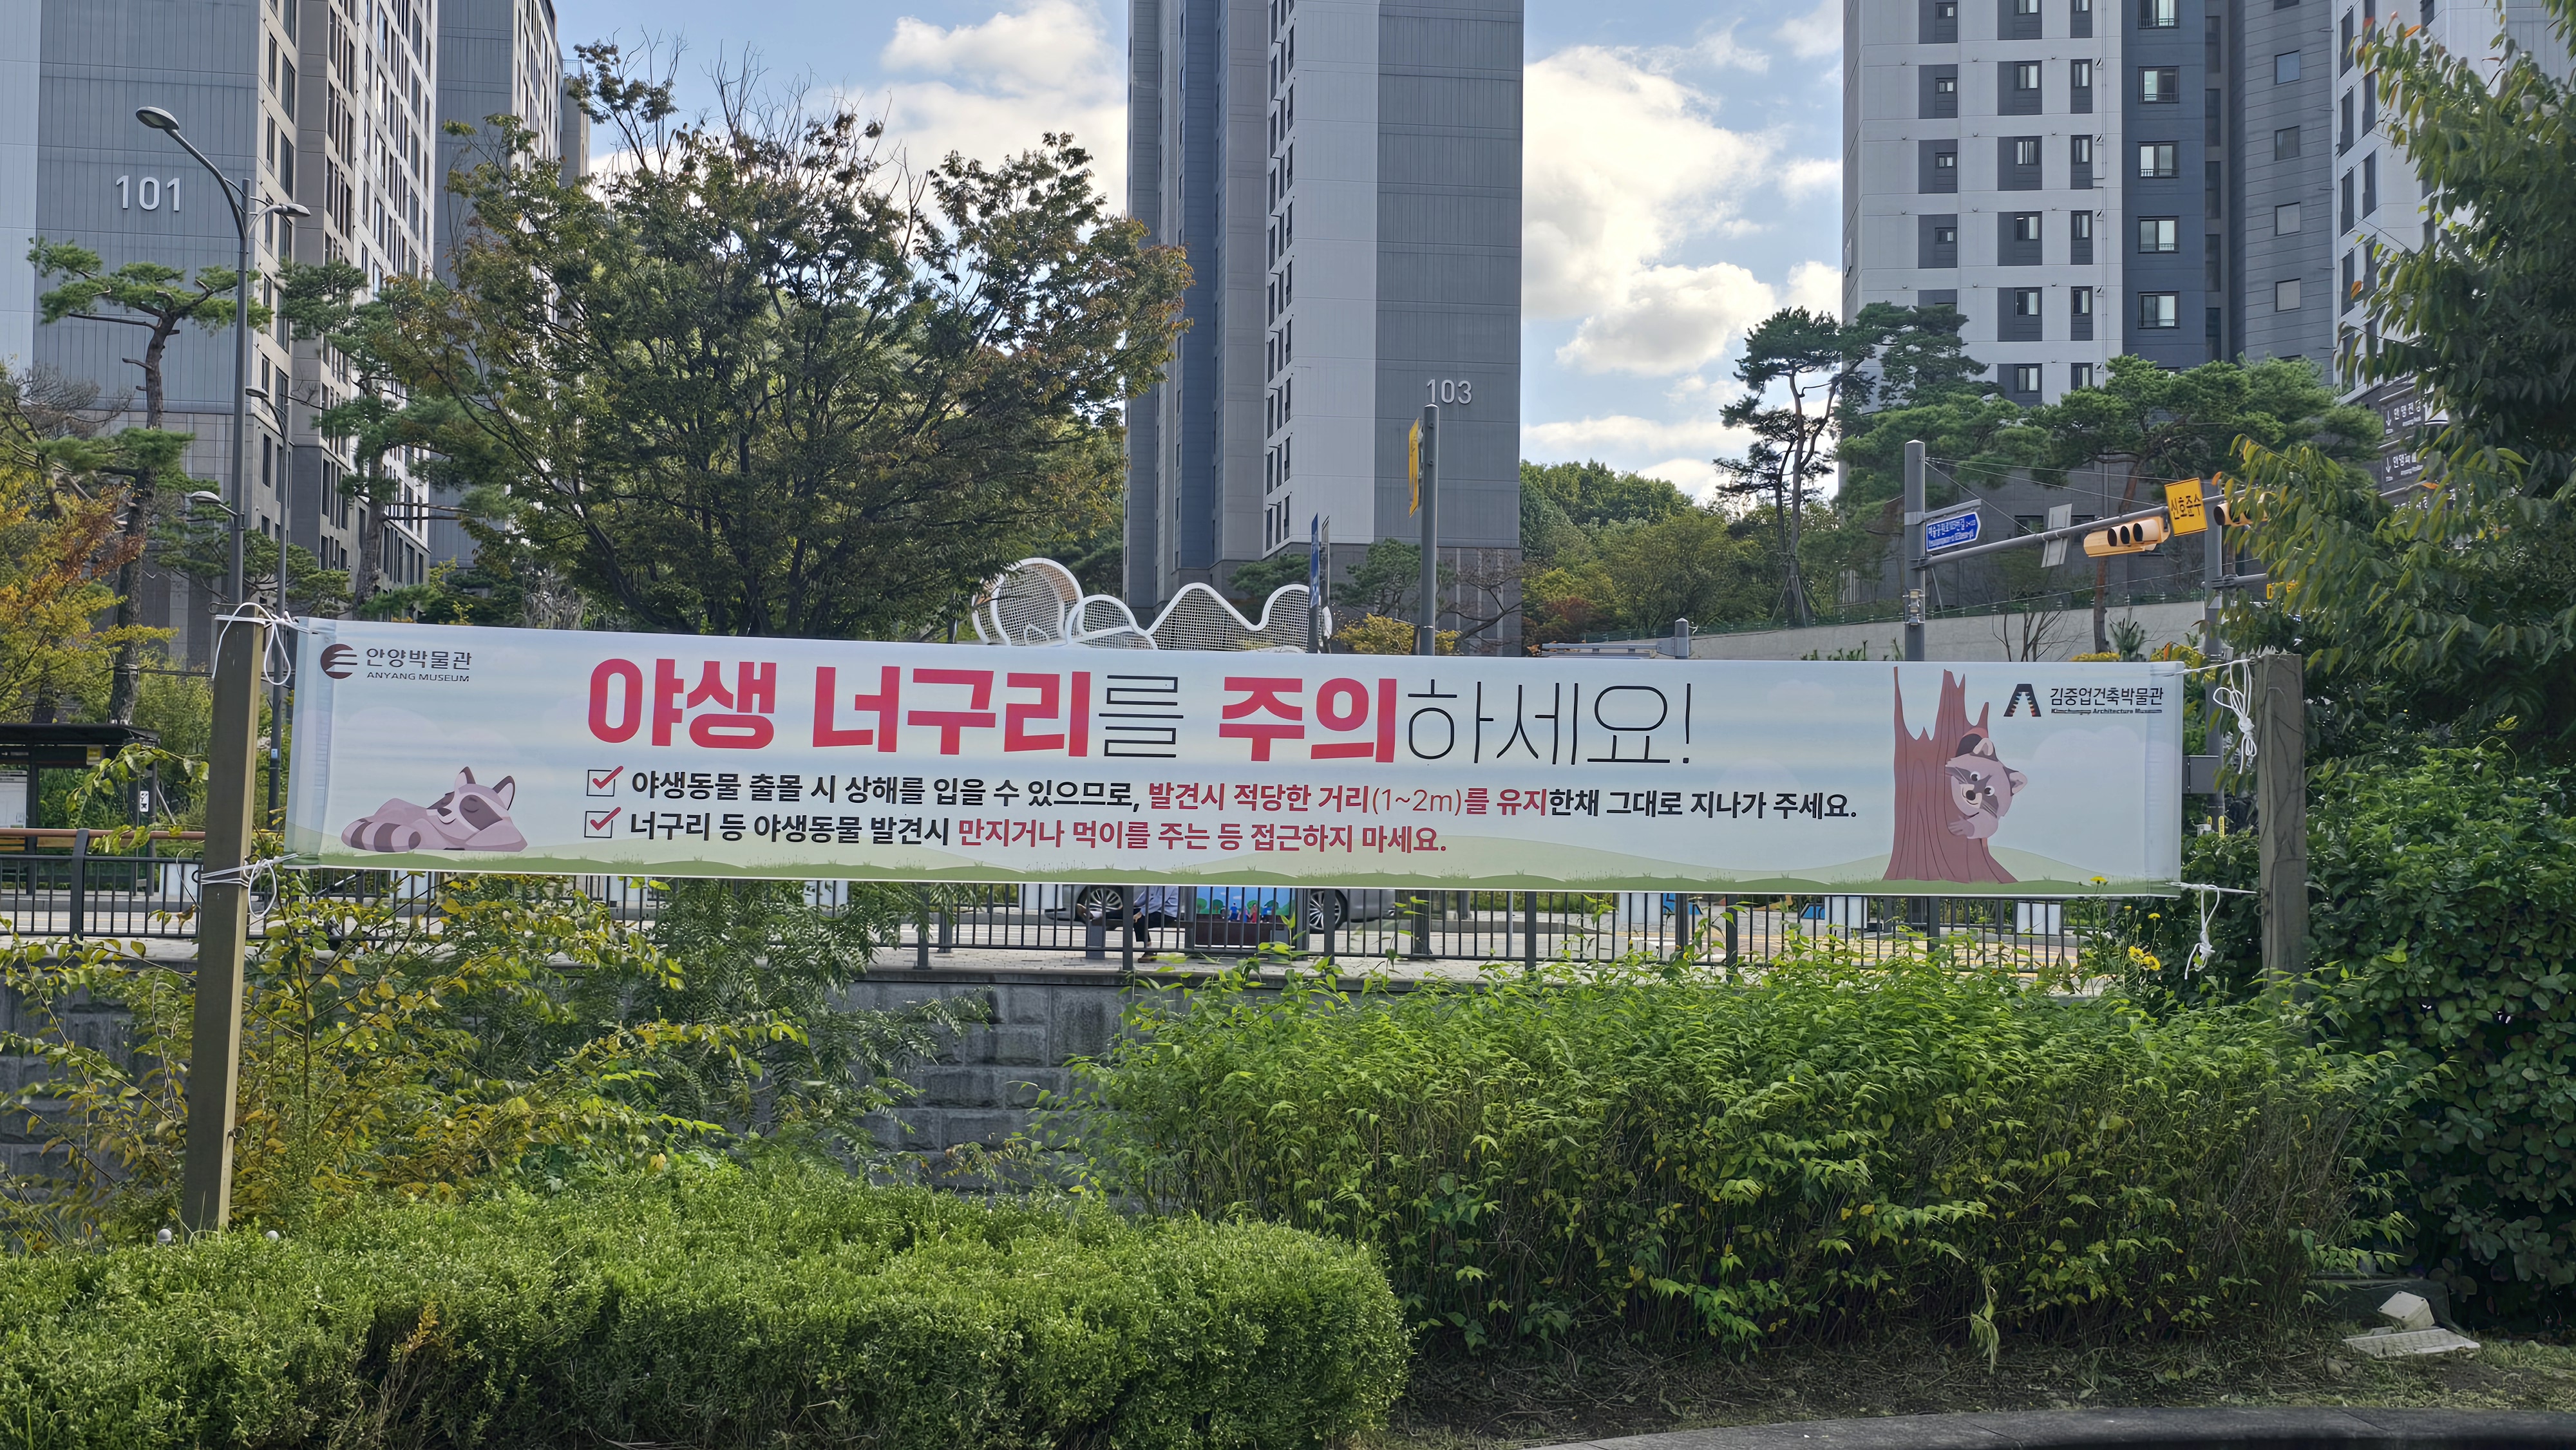 101
103
신호준수
안양박물관
ANYANG MUSEUM
야생 너구리를 주의하세요!
김중업건축박물관
Kimchungup Architecture Museum
야생동물 출몰 시 상해를 입을 수 있으므로, 발견시 적당한 거리(1~2m)를 유지한채 그대로 지나가 주세요.
너구리 등 야생동물 발견시 만지거나 먹이를 주는 등 접근하지 마세요.